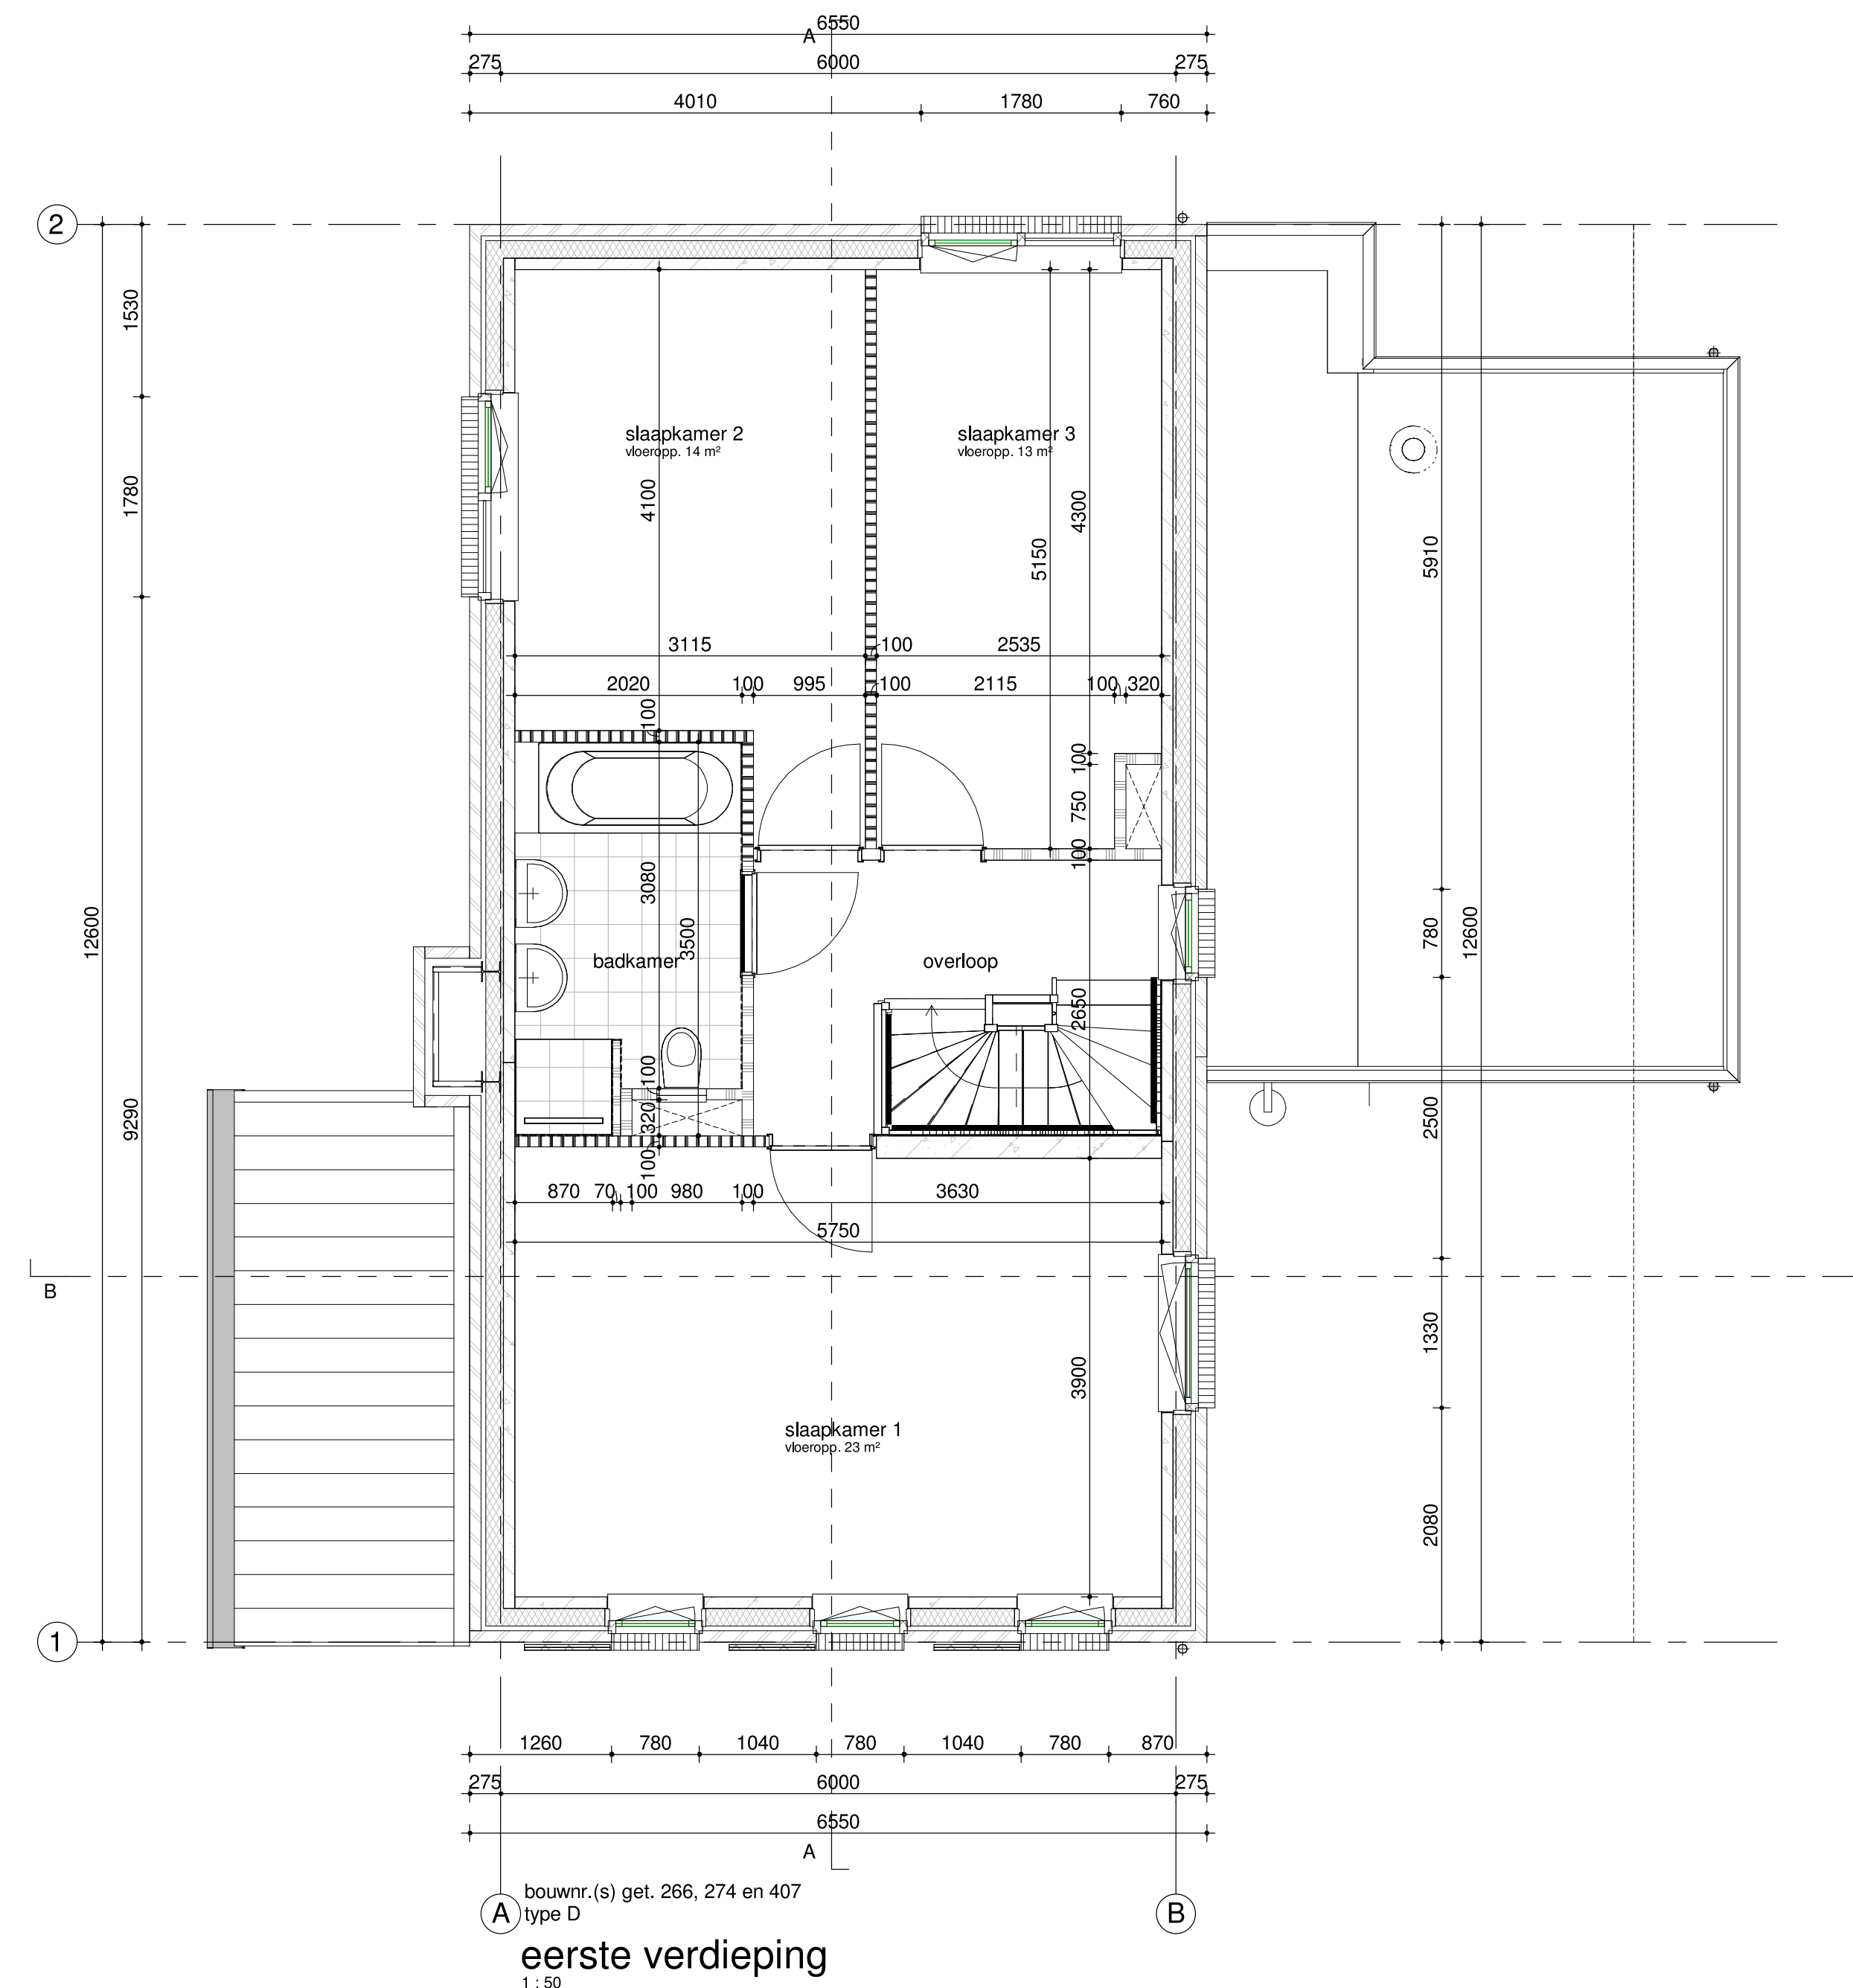 6550
A
275 6000 275
4010 1780 760
2
1530
1780
12600
9290
slaapkamer 2
vloeropp. 14 m²
slaapkamer 3
vloeropp. 13 m²
4100
4300
5150
5910
3115 100 2535
2020 100 995 100 2115 100 320
100
100
750
100
3080
3500
badkamer
overloop
780
12600
2650
100
320
100
2500
870 70 100 980 100 3630
5750
B
1330
3900
slaapkamer 1
vloeropp. 23 m²
2080
1
1260 780 1040 780 1040 780 870
275 6000 275
6550
A
A
bouwnr.(s) get. 266, 274 en 407
type D
B
eerste verdieping
1 : 50